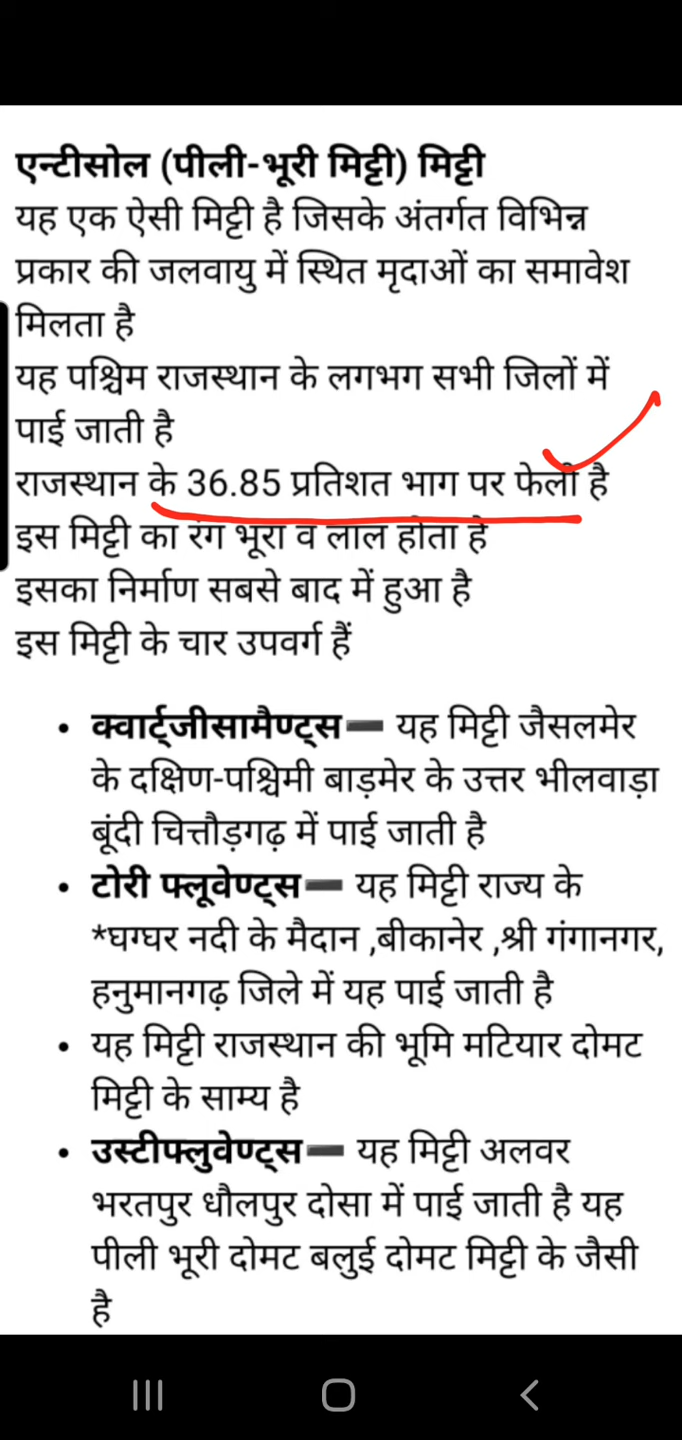 एन्टीसोल (पीली-भूरी मिट्टी) मिट्टी
यह एक ऐसी मिट्टी है जिसके अंतर्गत विभिन्न
प्रकार की जलवायु में स्थित मृदाओं का समावेश
मिलता है
यह पश्चिम राजस्थान के लगभग सभी जिलों में
पाई जाती है
राजस्थान के 36.85 प्रतिशत भाग पर फेली है
इस मिट्टी का रंग भूरा व लाल होता है
इसका निर्माण सबसे बाद में हुआ है
इस मिट्टी के चार उपवर्ग हैं
• क्वार्ट्जीसामैण्ट्स➖ यह मिट्टी जैसलमेर
के दक्षिण-पश्चिमी बाड़मेर के उत्तर भीलवाड़ा
बूंदी चित्तौड़गढ़ में पाई जाती है
• टोरी फ्लूवेण्ट्स➖ यह मिट्टी राज्य के
*घग्घर नदी के मैदान ,बीकानेर ,श्री गंगानगर,
हनुमानगढ़ जिले में यह पाई जाती है
• यह मिट्टी राजस्थान की भूमि मटियार दोमट
मिट्टी के साम्य है
• उस्टीफ्लुवेण्ट्स➖ यह मिट्टी अलवर
भरतपुर धौलपुर दोसा में पाई जाती है यह
पीली भूरी दोमट बलुई दोमट मिट्टी के जैसी
है